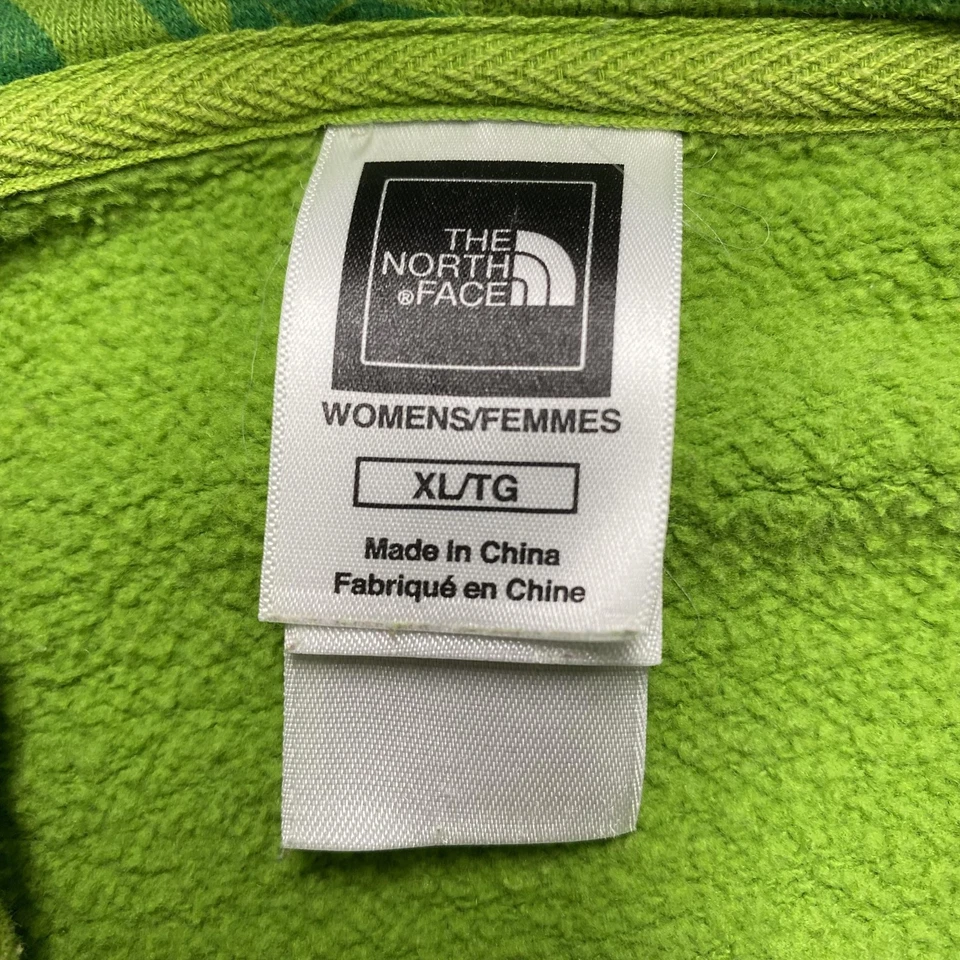 THE
NORTH
®FACE
WOMENS/FEMMES
XL/TG
Made In China
Fabriqué en Chine